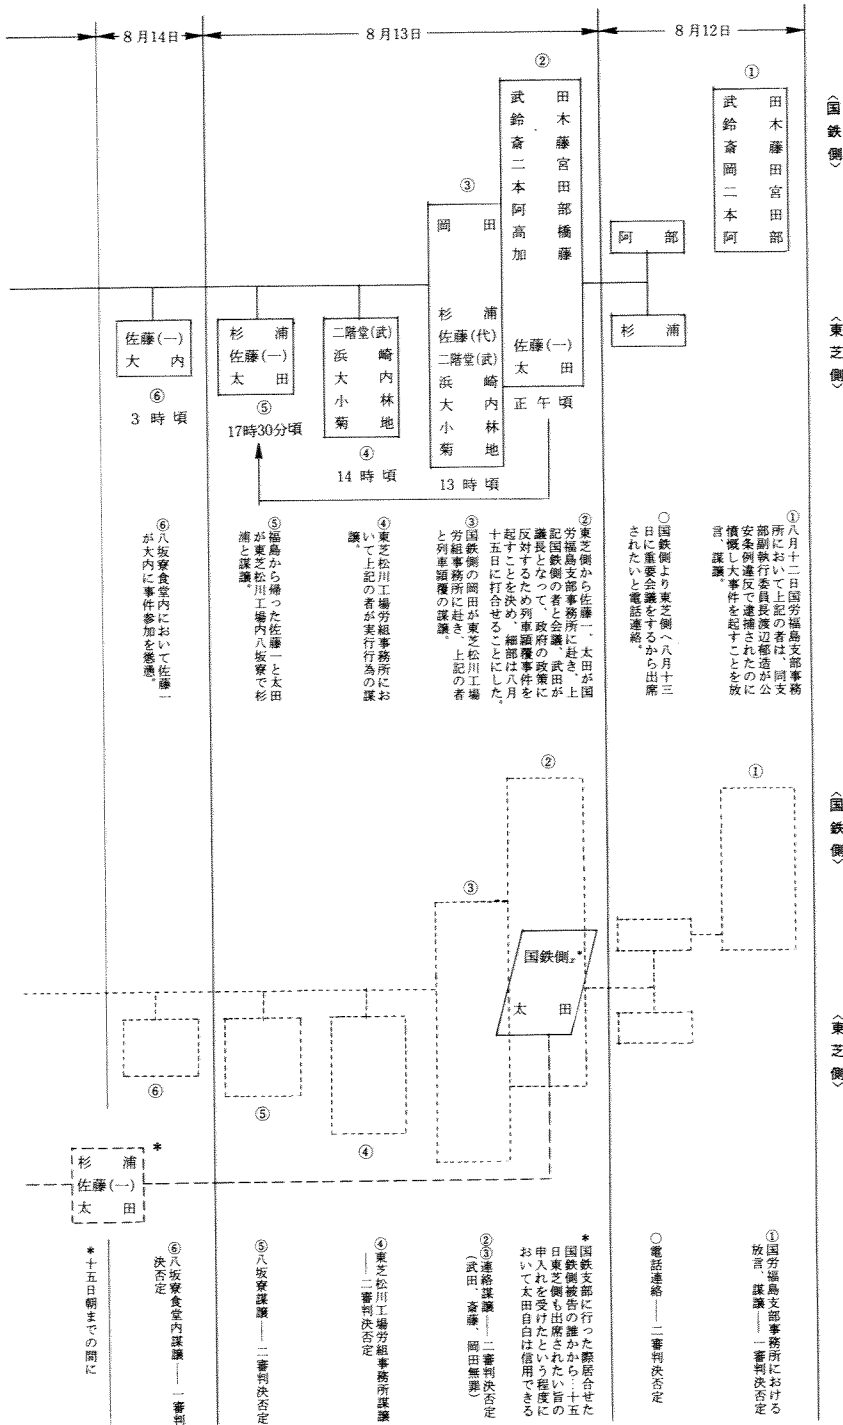 8月12日
8月13日
8月14日
〈国鉄側〉
〈東芝側〉
①
武田
鈴木
斎藤
岡田
二宮
本田
阿部
阿部
杉浦
②
武田
鈴木
斎藤
二宮
本田
阿部
高橋
加藤
佐藤(一)
太田
正午頃
③
岡田
杉浦
佐藤(代)
二階堂(武)
浜崎
大内
小林
菊地
13時頃
二階堂(武)
浜崎
大内
小林
菊地
④
14時頃
杉浦
佐藤(一)
太田
⑤
17時30分頃
佐藤(一)
大内
⑥
3時頃
①八月十二日国労福島支部事務
所において上記の者は、同支
部副執行委員長渡辺郁造が公
安条例違反で逮捕されたのに
憤慨し大事件を起すことを放
言、謀議。
○国鉄側より東芝側へ八月十三
日に重要会議をするから出席
されたいと電話連絡。
②東芝側から佐藤一、太田が国
労福島支部事務所に赴き、上
記国鉄側の者と会議、武田が
議長となって、政府の政策に
反対するため列車顛覆事件を
起すことを決め、細部は八月
十五日に打合せることにした。
③国鉄側の岡田が東芝松川工場
労組事務所に赴き、上記の者
と列車顛覆の謀議。
④東芝松川工場労組事務所にお
いて上記の者が実行行為の謀
議。
⑤福島から帰った佐藤一と太田
が東芝松川工場内八坂寮で杉
浦と謀議。
⑥八坂寮食堂内において佐藤一
が大内に事件参加を慫慂。
〈国鉄側〉
〈東芝側〉
①
②
国鉄側*
太田
③
④
⑤
⑥
*
杉浦
佐藤(一)
太田
①国労福島支部事務所における
放言、謀議——一審判決否定
○電話連絡——二審判決否定
*国鉄支部に行った際居合せた
国鉄側被告の誰かから…十五
日東芝側も出席されたい旨の
申入れを受けたという程度に
おいて太田自白は信用できる
②③連絡謀議——二審判決否定
(武田、斎藤、岡田無罪)
④東芝松川工場労組事務所謀議
——二審判決否定
⑤八坂寮謀議——二審判決否定
⑥八坂寮食堂内謀議——一審判
決否定
*十五日朝までの間に